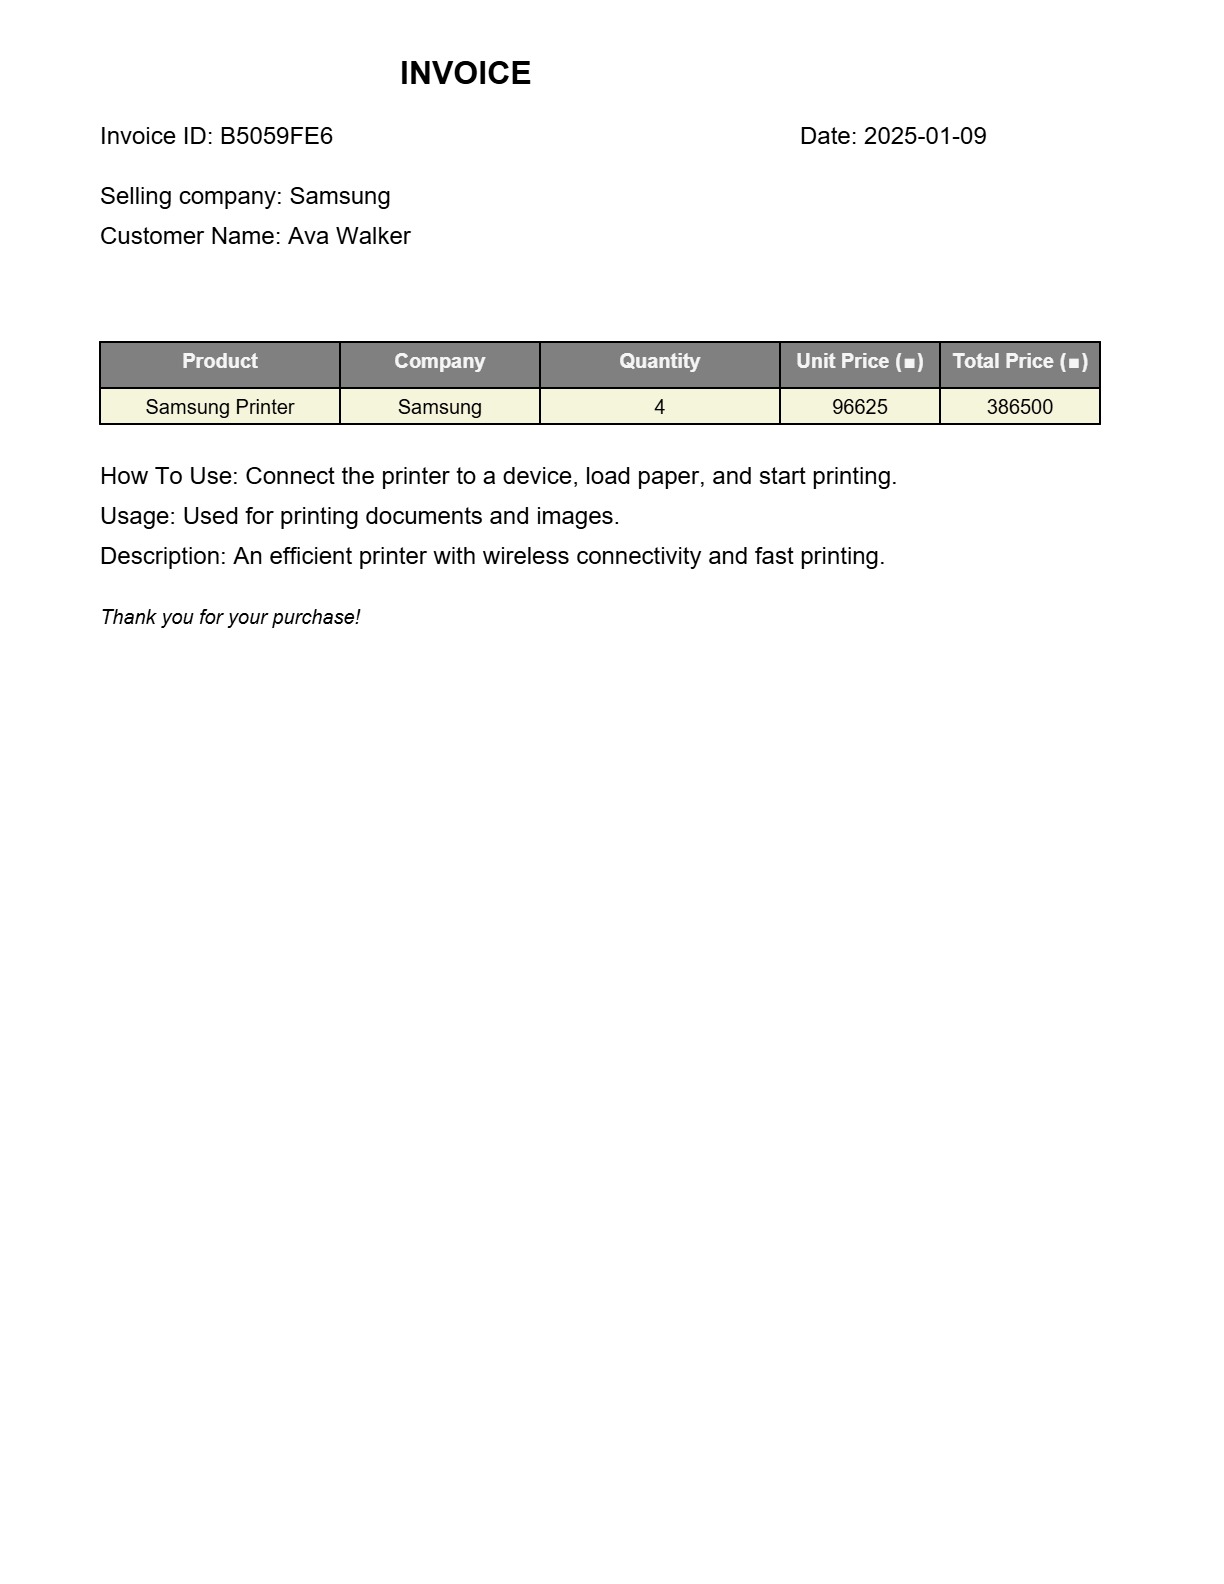 INVOICE
Invoice ID: B5059FE6 Date: 2025-01-09
Selling company: Samsung
Customer Name: Ava Walker
Product Company Quantity Unit Price (■) Total Price (■)
Samsung Printer Samsung 4 96625 386500
How To Use: Connect the printer to a device, load paper, and start printing.
Usage: Used for printing documents and images.
Description: An efficient printer with wireless connectivity and fast printing.
Thank you for your purchase!